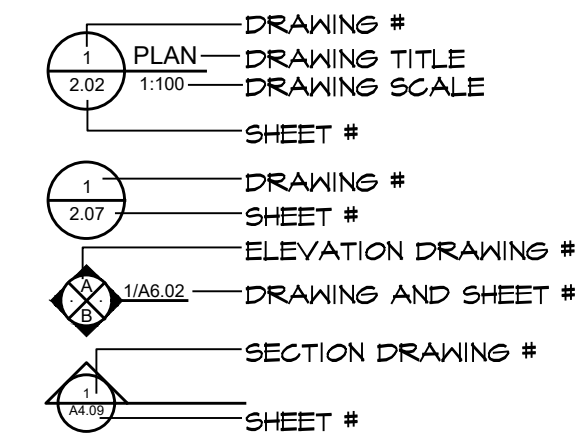 DRAWING #
1 PLAN DRAWING TITLE
2.02 1:100 DRAWING SCALE
SHEET #
1 DRAWING #
2.07 SHEET #
ELEVATION DRAWING #
A
1/A6.02 DRAWING AND SHEET #
B
SECTION DRAWING #
1
A4.09
SHEET #